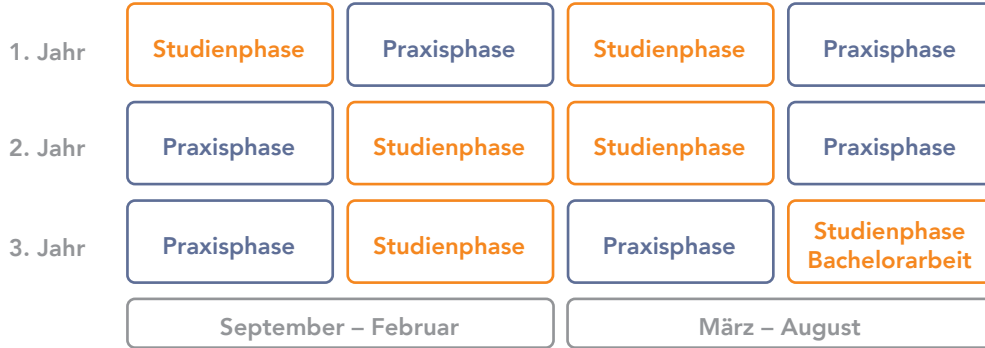 1. Jahr Studienphase Praxisphase Studienphase Praxisphase
2. Jahr Praxisphase Studienphase Studienphase Praxisphase
3. Jahr Praxisphase Studienphase Praxisphase Studienphase
Bachelorarbeit
September – Februar März – August